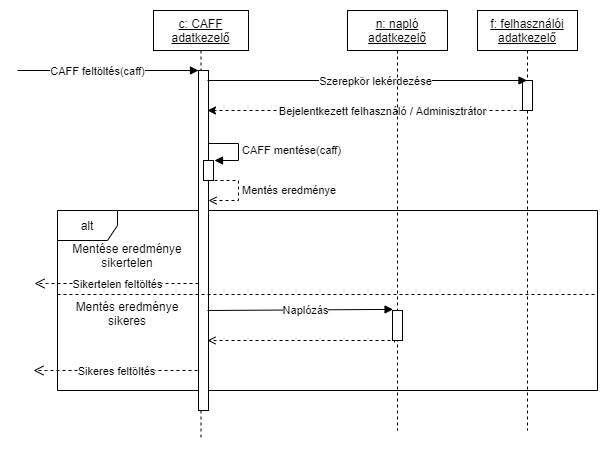 c: CAFF
adatkezelő
n: napló
adatkezelő
f: felhasználói
adatkezelő
CAFF feltöltés(caff)
Szerepkör lekérdezése
Bejelentkezett felhasználó / Adminisztrátor
CAFF mentése(caff)
Mentés eredménye
alt
Mentése eredménye
sikertelen
Sikertelen feltöltés
Mentés eredménye
sikeres
Naplózás
Sikeres feltöltés